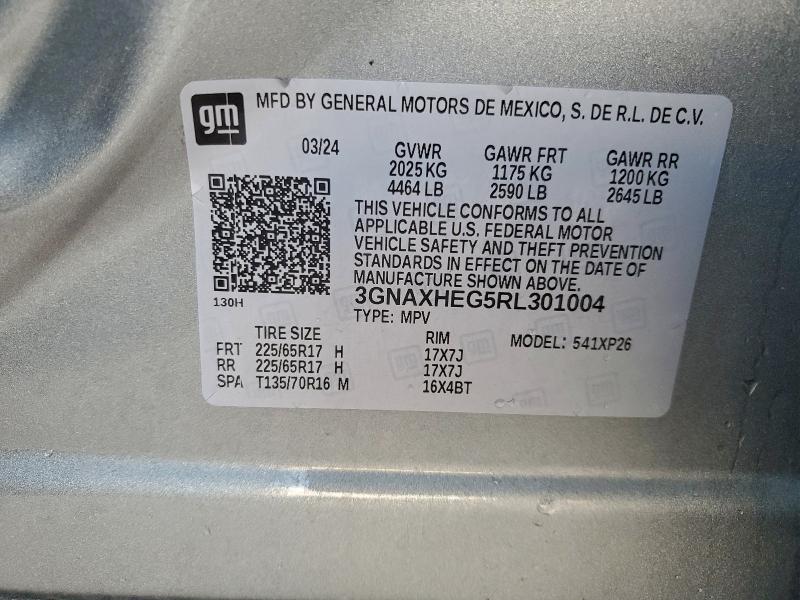 gm
MFD BY GENERAL MOTORS DE MEXICO, S. DE R.L. DE C.V.
03/24 GVWR GAWR FRT GAWR RR
2025 KG 1175 KG 1200 KG
4464 LB 2590 LB 2645 LB
THIS VEHICLE CONFORMS TO ALL
APPLICABLE U.S. FEDERAL MOTOR
VEHICLE SAFETY AND THEFT PREVENTION
STANDARDS IN EFFECT ON THE DATE OF
MANUFACTURE SHOWN ABOVE.
130H
3GNAXHEG5RL301004
TYPE: MPV
TIRE SIZE RIM MODEL: 541XP26
FRT 225/65R17 H 17X7J
RR 225/65R17 H 17X7J
SPA T135/70R16 M 16X4BT